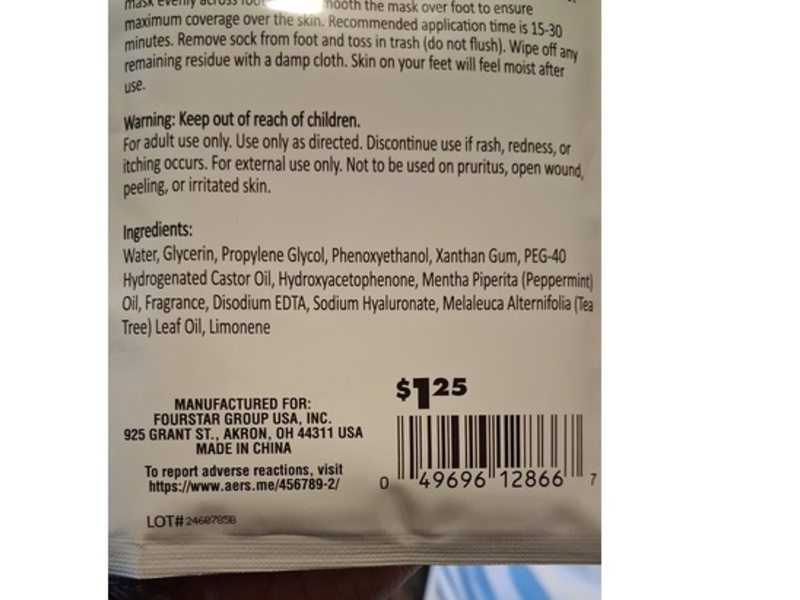 mask evenly across foot. Smooth the mask over foot to ensure
maximum coverage over the skin. Recommended application time is 15-30
minutes. Remove sock from foot and toss in trash (do not flush). Wipe off any
remaining residue with a damp cloth. Skin on your feet will feel moist after
use.
Warning: Keep out of reach of children.
For adult use only. Use only as directed. Discontinue use if rash, redness, or
itching occurs. For external use only. Not to be used on pruritus, open wound,
peeling, or irritated skin.
Ingredients:
Water, Glycerin, Propylene Glycol, Phenoxyethanol, Xanthan Gum, PEG-40
Hydrogenated Castor Oil, Hydroxyacetophenone, Mentha Piperita (Peppermint)
Oil, Fragrance, Disodium EDTA, Sodium Hyaluronate, Melaleuca Alternifolia (Tea
Tree) Leaf Oil, Limonene
MANUFACTURED FOR:
FOURSTAR GROUP USA, INC.
925 GRANT ST., AKRON, OH 44311 USA
MADE IN CHINA
To report adverse reactions, visit
https://www.aers.me/456789-2/
LOT#2460785B
$1.25
0 49696 12866 7